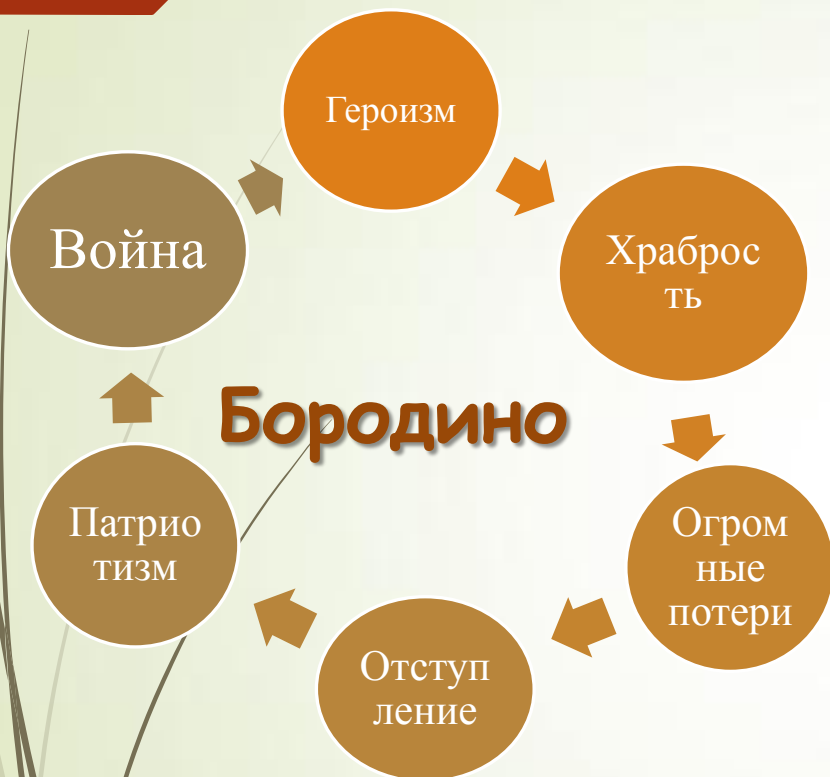 Героизм
Храброс
ть
Огром
ные
потери
Отступ
ление
Патрио
тизм
Война
Бородино